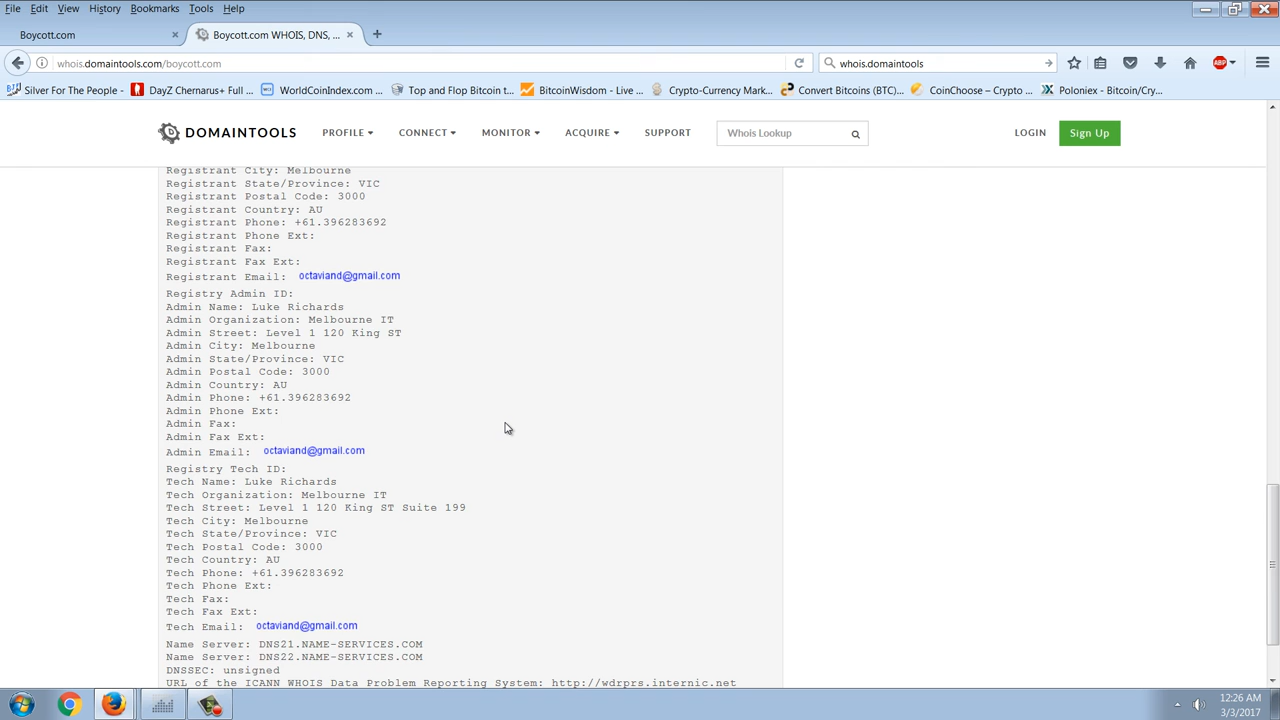 File Edit View History Bookmarks Tools Help
Boycott.com
Boycott.com WHOIS, DNS, ...
whois.domaintools.com/boycott.com
whois.domaintools
Silver For The People - DayZ Chernarus+ Full ... WorldCoinIndex.com ... Top and Flop Bitcoin t... BitcoinWisdom - Live ... Crypto-Currency Mark... Convert Bitcoins (BTC)... CoinChoose – Crypto ... Poloniex - Bitcoin/Cry...
DOMAINTOOLS PROFILE CONNECT MONITOR ACQUIRE SUPPORT Whois Lookup LOGIN Sign Up
Registrant City: Melbourne
Registrant State/Province: VIC
Registrant Postal Code: 3000
Registrant Country: AU
Registrant Phone: +61.396283692
Registrant Phone Ext:
Registrant Fax:
Registrant Fax Ext:
Registrant Email: octaviand@gmail.com
Registry Admin ID:
Admin Name: Luke Richards
Admin Organization: Melbourne IT
Admin Street: Level 1 120 King ST
Admin City: Melbourne
Admin State/Province: VIC
Admin Postal Code: 3000
Admin Country: AU
Admin Phone: +61.396283692
Admin Phone Ext:
Admin Fax:
Admin Fax Ext:
Admin Email: octaviand@gmail.com
Registry Tech ID:
Tech Name: Luke Richards
Tech Organization: Melbourne IT
Tech Street: Level 1 120 King ST Suite 199
Tech City: Melbourne
Tech State/Province: VIC
Tech Postal Code: 3000
Tech Country: AU
Tech Phone: +61.396283692
Tech Phone Ext:
Tech Fax:
Tech Fax Ext:
Tech Email: octaviand@gmail.com
Name Server: DNS21.NAME-SERVICES.COM
Name Server: DNS22.NAME-SERVICES.COM
DNSSEC: unsigned
URL of the ICANN WHOIS Data Problem Reporting System: http://wdrprs.internic.net
12:26 AM
3/3/2017